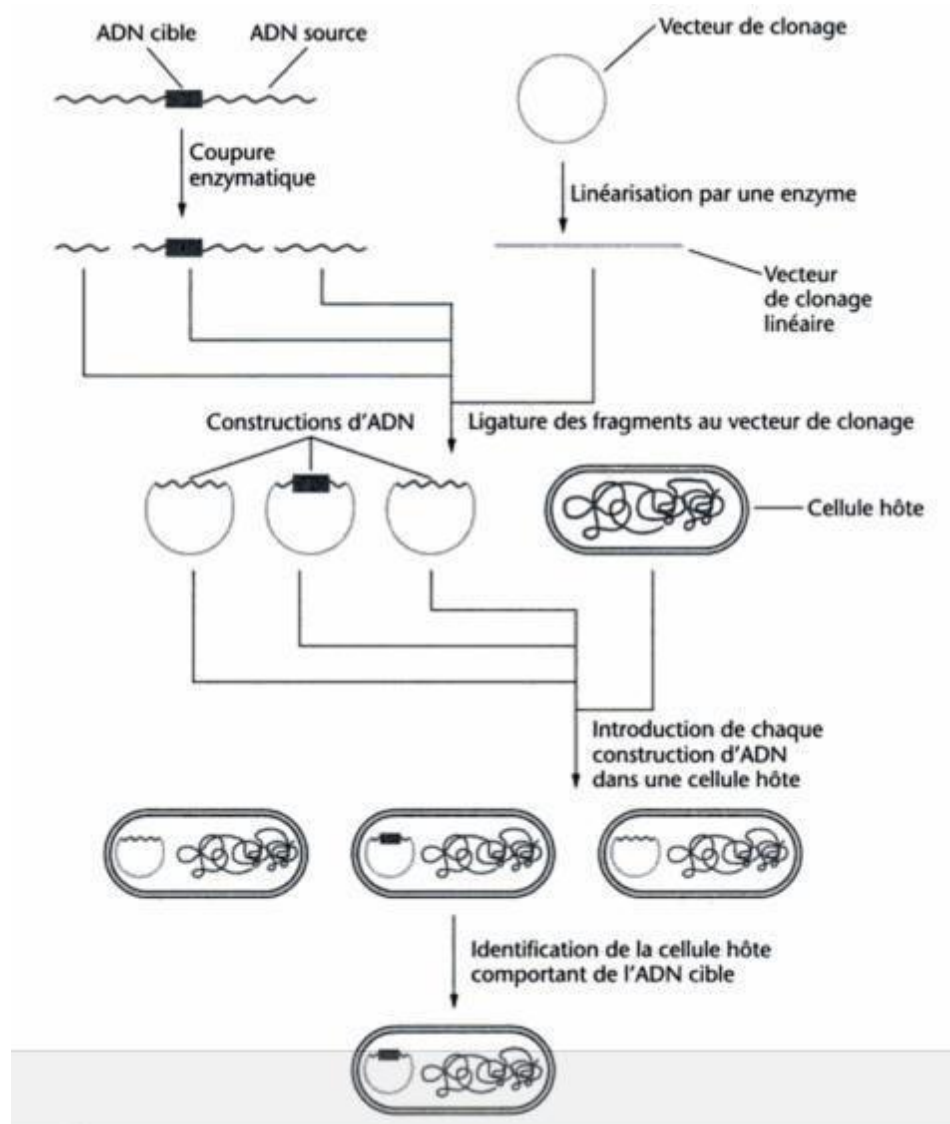 ADN cible
ADN source
Vecteur de clonage
Coupure
enzymatique
Linéarisation par une enzyme
Vecteur
de clonage
linéaire
Constructions d'ADN
Ligature des fragments au vecteur de clonage
Cellule hôte
Introduction de chaque
construction d'ADN
dans une cellule hôte
Identification de la cellule hôte
comportant de l'ADN cible